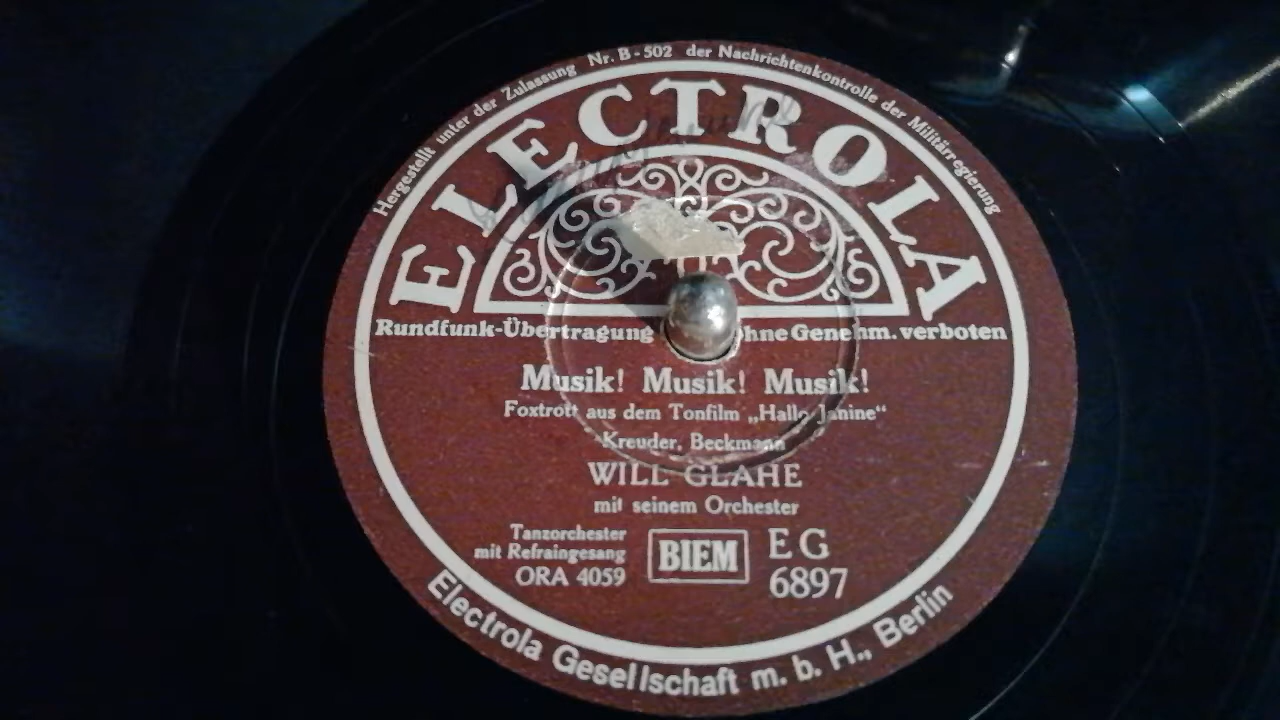 Hergestellt unter der Zulassung Nr. B-502 der Nachrichtenkontrolle der Militärregierung
ELECTROLA
Rundfunk-Übertragung ohne Genehm. verboten
Musik! Musik! Musik!
Foxtrott aus dem Tonfilm „Hallo Janine“
Kreuder, Beckmann
WILL GLAHE
mit seinem Orchester
Tanzorchester
mit Refraingesang
ORA 4059
BIEM
EG
6897
Electrola Gesellschaft m. b. H., Berlin